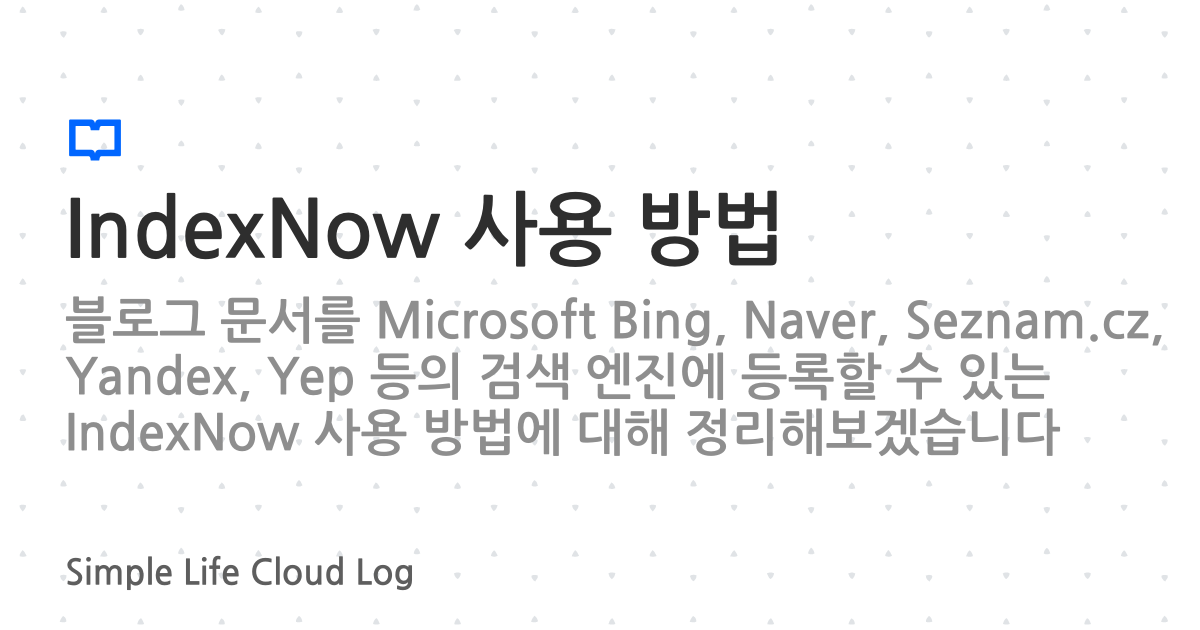 IndexNow 사용 방법
블로그 문서를 Microsoft Bing, Naver, Seznam.cz,
Yandex, Yep 등의 검색 엔진에 등록할 수 있는
IndexNow 사용 방법에 대해 정리해보겠습니다
Simple Life Cloud Log